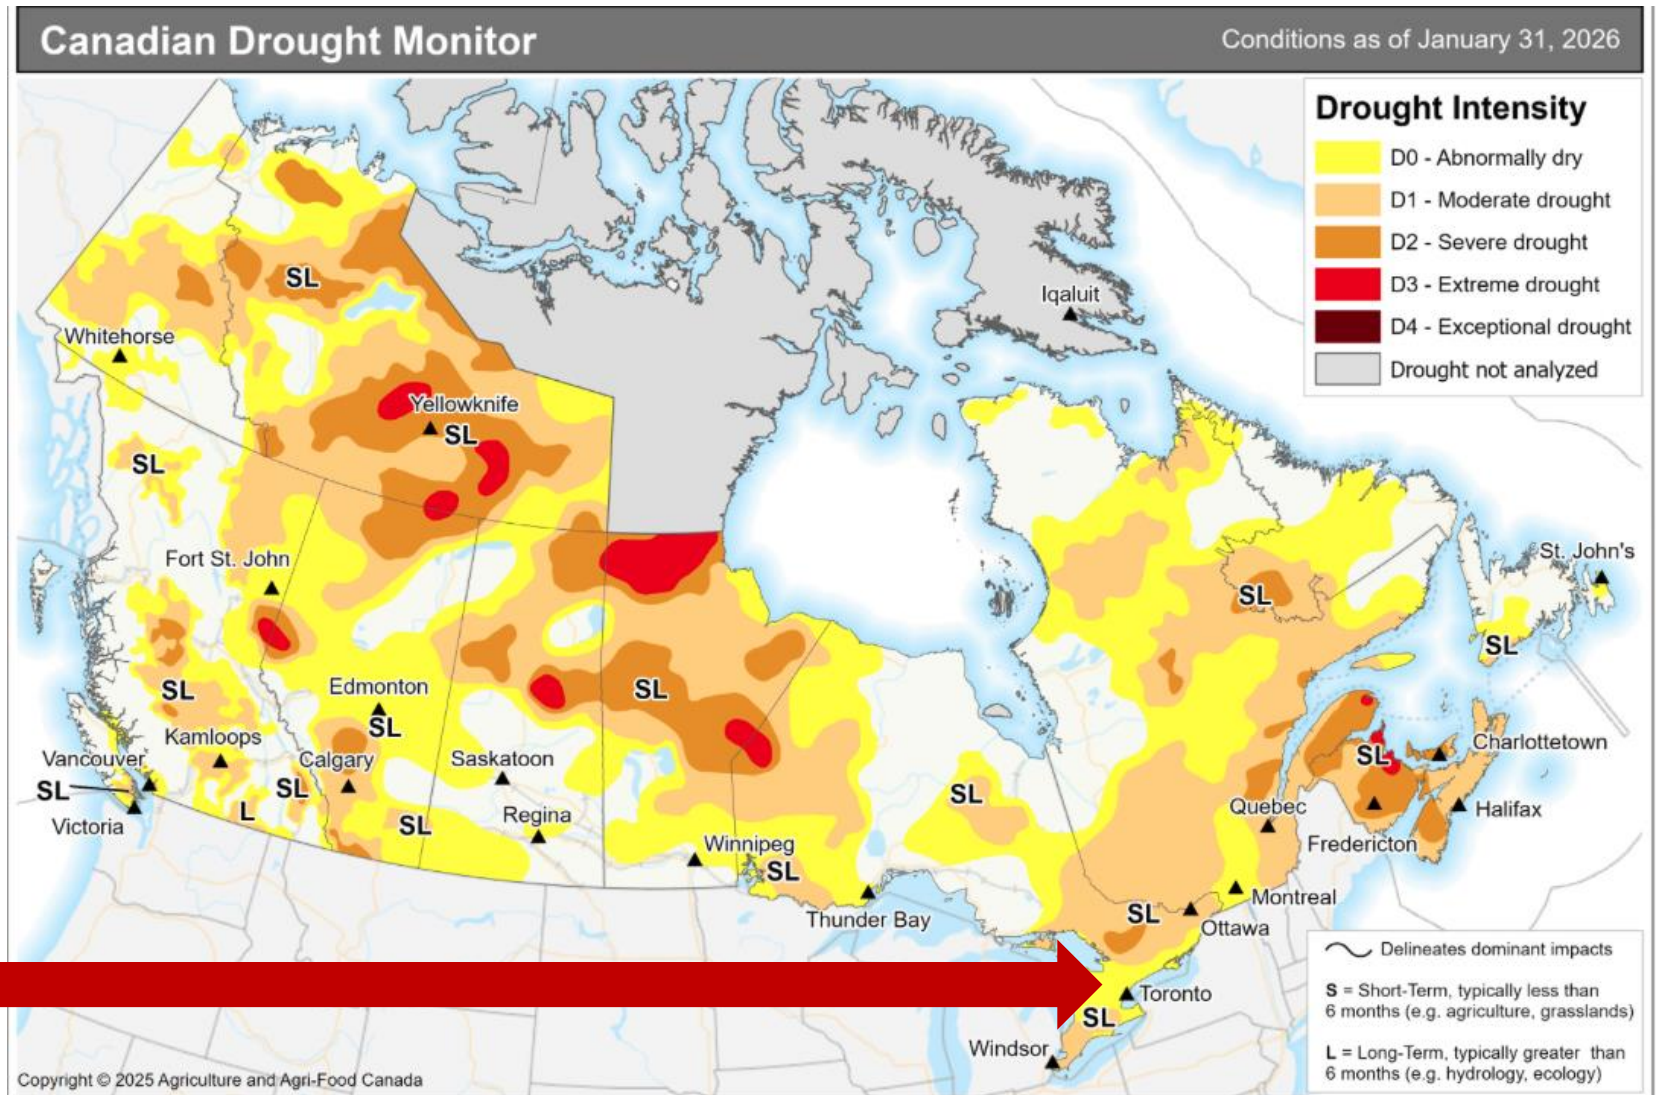 Canadian Drought Monitor
Conditions as of January 31, 2026
Drought Intensity
D0 - Abnormally dry
D1 - Moderate drought
D2 - Severe drought
D3 - Extreme drought
D4 - Exceptional drought
Drought not analyzed
SL
Iqaluit
Whitehorse
Yellowknife
SL
SL
Fort St. John
St. John's
SL
SL
Edmonton
SL
SL
SL
Kamloops
Calgary
Vancouver
Saskatoon
SL
Charlottetown
SL
SL
SL
L
SL
Regina
Quebec
Halifax
Victoria
Winnipeg
Fredericton
SL
Thunder Bay
Montreal
SL
Ottawa
Toronto
SL
Windsor
Delineates dominant impacts
S = Short-Term, typically less than
6 months (e.g. agriculture, grasslands)
L = Long-Term, typically greater than
6 months (e.g. hydrology, ecology)
Copyright © 2025 Agriculture and Agri-Food Canada